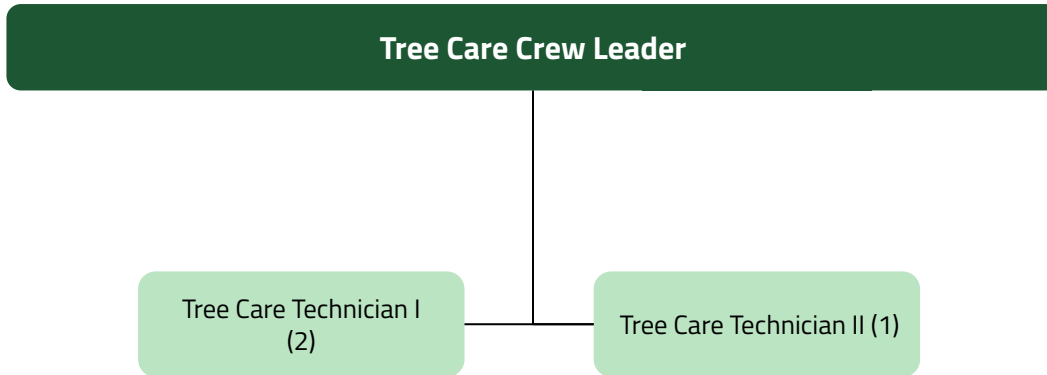 Tree Care Crew Leader
Tree Care Technician I
(2)
Tree Care Technician II (1)